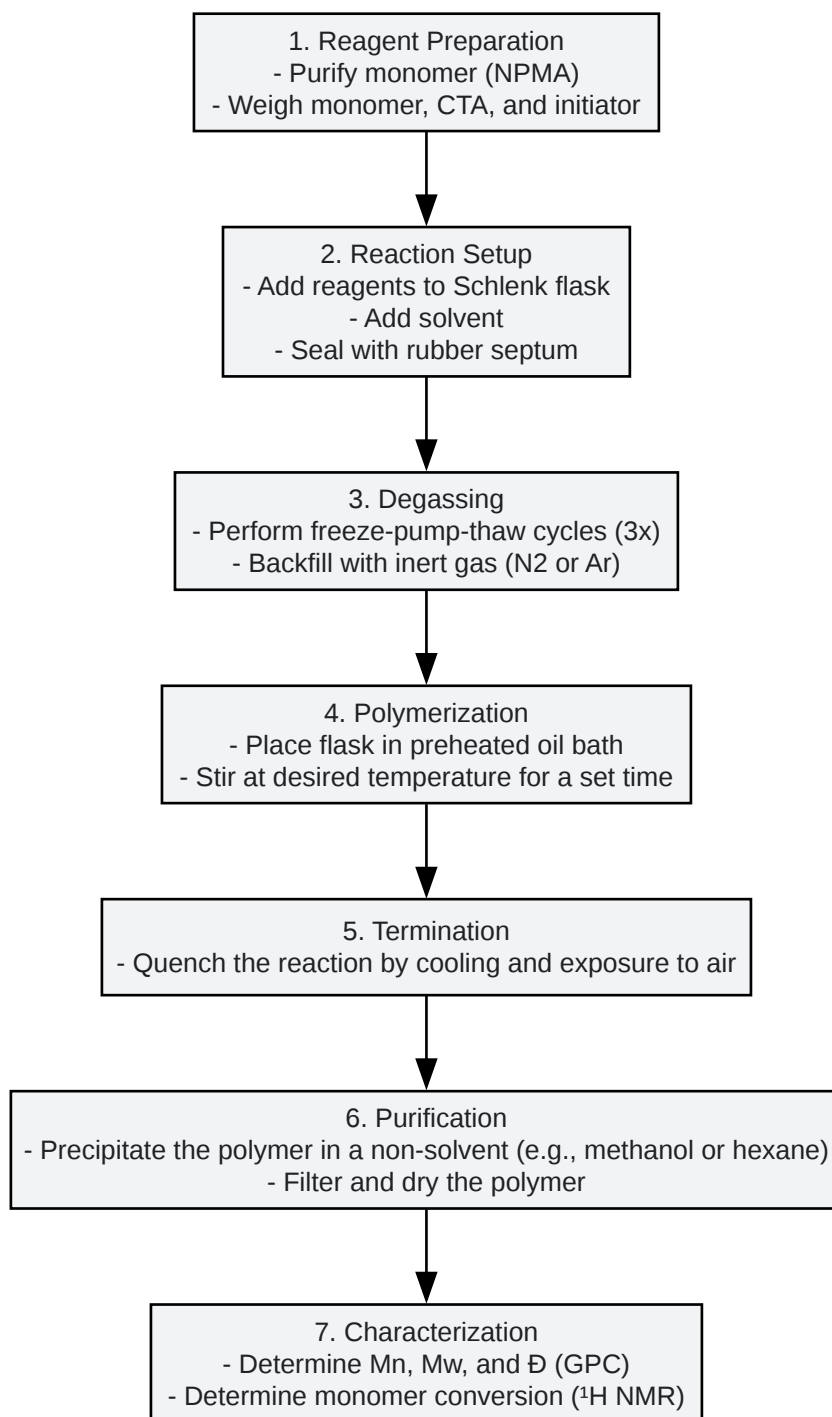 1. Reagent Preparation
- Purify monomer (NPMA)
- Weigh monomer, CTA, and initiator
2. Reaction Setup
- Add reagents to Schlenk flask
- Add solvent
- Seal with rubber septum
3. Degassing
- Perform freeze-pump-thaw cycles (3x)
- Backfill with inert gas (N2 or Ar)
4. Polymerization
- Place flask in preheated oil bath
- Stir at desired temperature for a set time
5. Termination
- Quench the reaction by cooling and exposure to air
6. Purification
- Precipitate the polymer in a non-solvent (e.g., methanol or hexane)
- Filter and dry the polymer
7. Characterization
- Determine Mn, Mw, and Đ (GPC)
- Determine monomer conversion (¹H NMR)